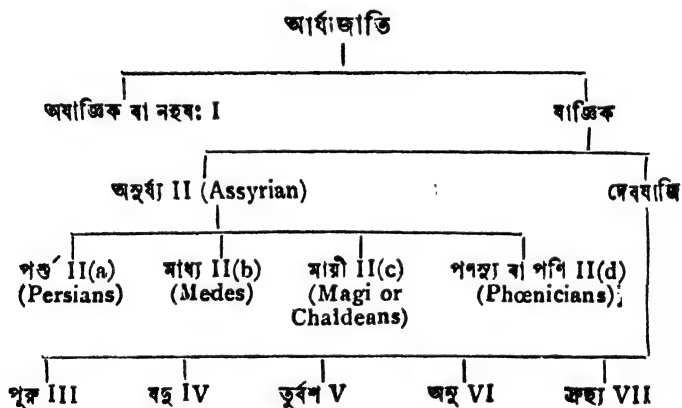 আর্য্যজাতি
অযাজ্ঞিক বা নহষঃ I যাজ্ঞিক
অসুর্য্য II (Assyrian) দেবযাজি
পর্শু II(a) মাধ্য II(b) মায়ী II(c) পণস্যু বা পণি II(d)
(Persians) (Medes) (Magi or (Phœnicians)
Chaldeans)
পূরু III যদু IV তুর্বশ V অনু VI দ্রুহ্যু VII